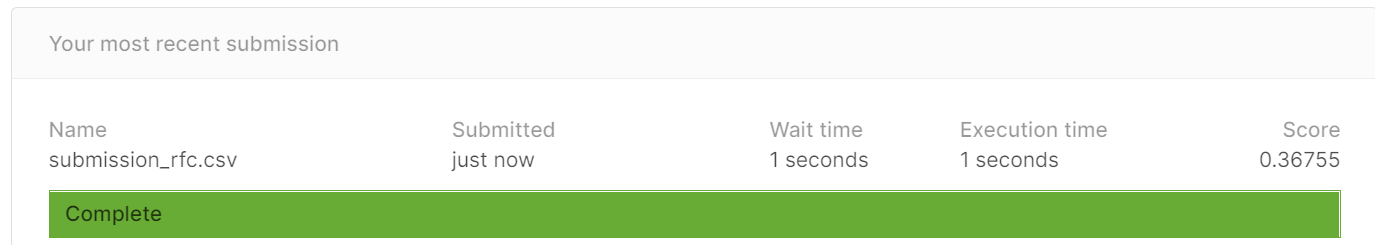 Your most recent submission
Name Submitted Wait time Execution time Score
submission_rfc.csv just now 1 seconds 1 seconds 0.36755
Complete